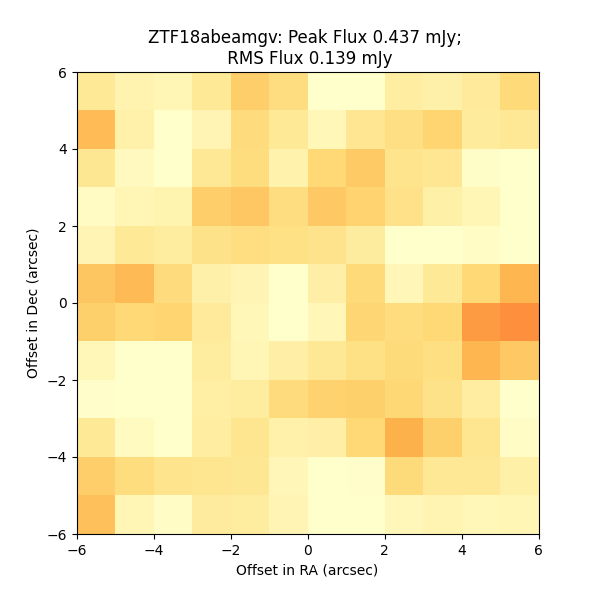 ZTF18abeamgv: Peak Flux 0.437 mJy;
RMS Flux 0.139 mJy
6
4
2
0
−2
−4
−6
Offset in Dec (arcsec)
−6 −4 −2 0 2 4 6
Offset in RA (arcsec)